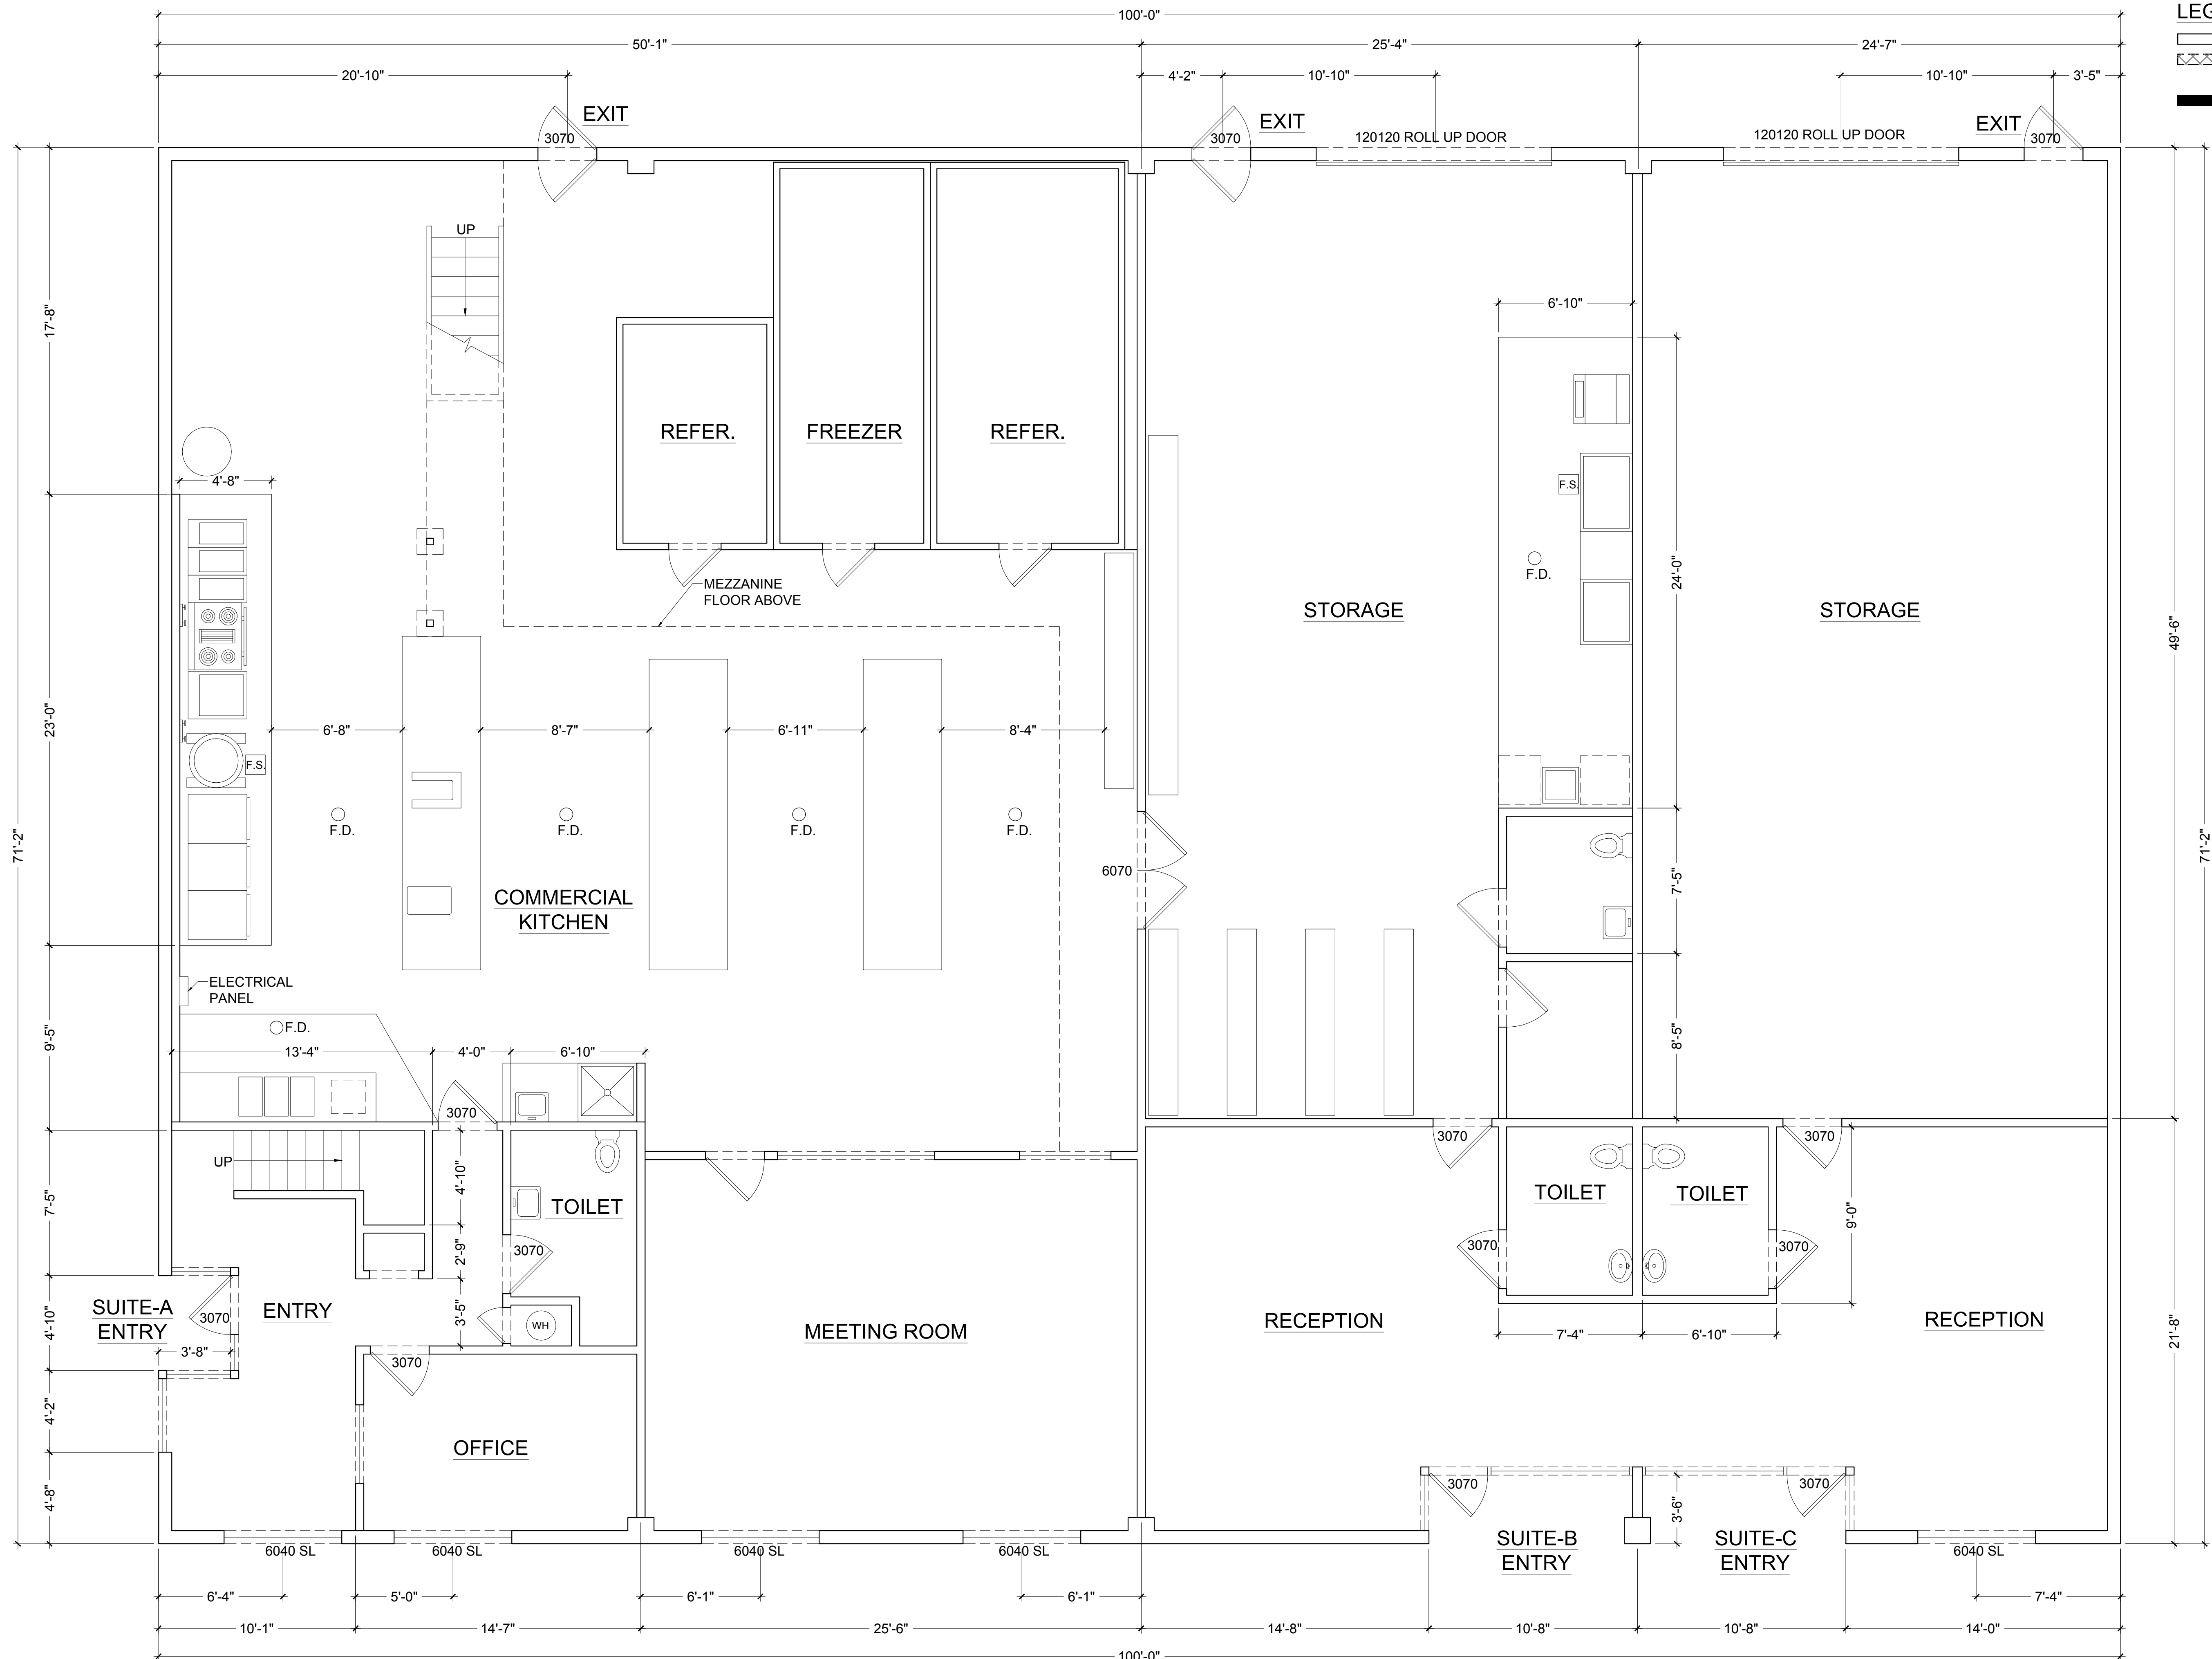 100'-0"
LEG
50'-1"
25'-4"
24'-7"
20'-10"
4'-2"
10'-10"
10'-10"
3'-5"
EXIT
EXIT
EXIT
3070
3070
120120 ROLL UP DOOR
120120 ROLL UP DOOR
3070
UP
17'-8"
6'-10"
REFER.
FREEZER
REFER.
4'-8"
F.S.
F.D.
24'-0"
MEZZANINE
FLOOR ABOVE
STORAGE
STORAGE
49'-6"
23'-0"
6'-8"
8'-7"
6'-11"
8'-4"
F.S.
F.D.
F.D.
F.D.
F.D.
71'-2"
71'-2"
6070
7'-5"
COMMERCIAL
KITCHEN
ELECTRICAL
PANEL
F.D.
9'-5"
8'-5"
13'-4"
4'-0"
6'-10"
3070
3070
3070
UP
4'-10"
7'-5"
TOILET
TOILET
TOILET
9'-0"
2'-9"
3070
3070
3070
SUITE-A
ENTRY
3070
ENTRY
3'-5"
WH
4'-10"
3'-8"
MEETING ROOM
RECEPTION
RECEPTION
7'-4"
6'-10"
21'-8"
3070
4'-2"
OFFICE
4'-8"
3070
3070
3'-6"
SUITE-B
ENTRY
SUITE-C
ENTRY
6040 SL
6040 SL
6040 SL
6040 SL
6040 SL
6'-4"
5'-0"
6'-1"
6'-1"
7'-4"
10'-1"
14'-7"
25'-6"
14'-8"
10'-8"
10'-8"
14'-0"
100'-0"